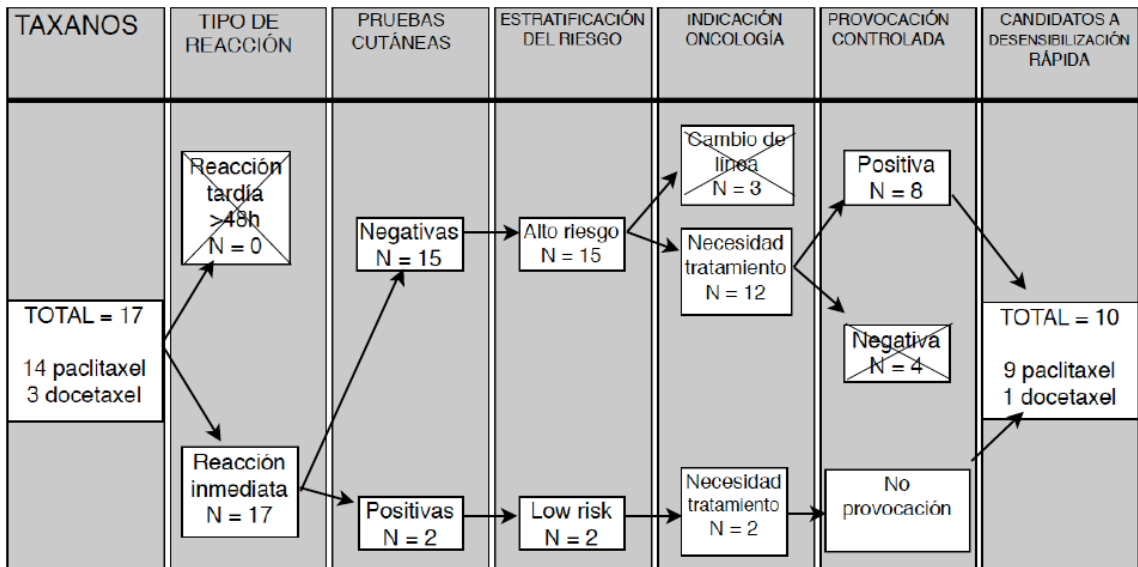 TAXANOS
TIPO DE
REACCIÓN
PRUEBAS
CUTÁNEAS
ESTRATIFICACIÓN
DEL RIESGO
INDICACIÓN
ONCOLOGÍA
PROVOCACIÓN
CONTROLADA
CANDIDATOS A
DESENSIBILIZACIÓN
RÁPIDA
TOTAL = 17
14 paclitaxel
3 docetaxel
Reacción
tardía
>48h
N = 0
Reacción
inmediata
N = 17
Negativas
N = 15
Positivas
N = 2
Alto riesgo
N = 15
Low risk
N = 2
Cambio de
línea
N = 3
Necesidad
tratamiento
N = 12
Necesidad
tratamiento
N = 2
Positiva
N = 8
Negativa
N = 4
No
provocación
TOTAL = 10
9 paclitaxel
1 docetaxel